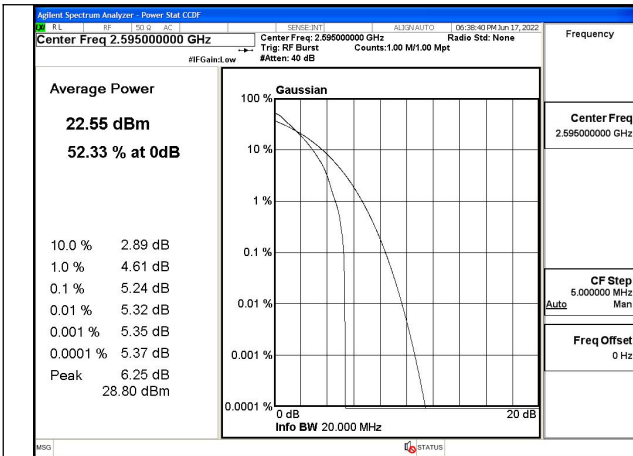 Agilent Spectrum Analyzer - Power Stat CCDF
RL RF 50 Ω AC SENSE:INT ALIGNAUTO 06:38:40 PM Jun 17, 2022
Center Freq 2.595000000 GHz
Center Freq: 2.595000000 GHz Radio Std: None
Trig: RF Burst Counts:1.00 M/1.00 Mpt
#IFGain:Low #Atten: 40 dB
Frequency
Average Power
22.55 dBm
52.33 % at 0dB
10.0 % 2.89 dB
1.0 % 4.61 dB
0.1 % 5.24 dB
0.01 % 5.32 dB
0.001 % 5.35 dB
0.0001 % 5.37 dB
Peak 6.25 dB
28.80 dBm
Gaussian
100 %
10 %
1 %
0.1 %
0.01 %
0.001 %
0.0001 %
0 dB 20 dB
Info BW 20.000 MHz
Center Freq
2.595000000 GHz
CF Step
5.000000 MHz
Auto Man
Freq Offset
0 Hz
MSG STATUS